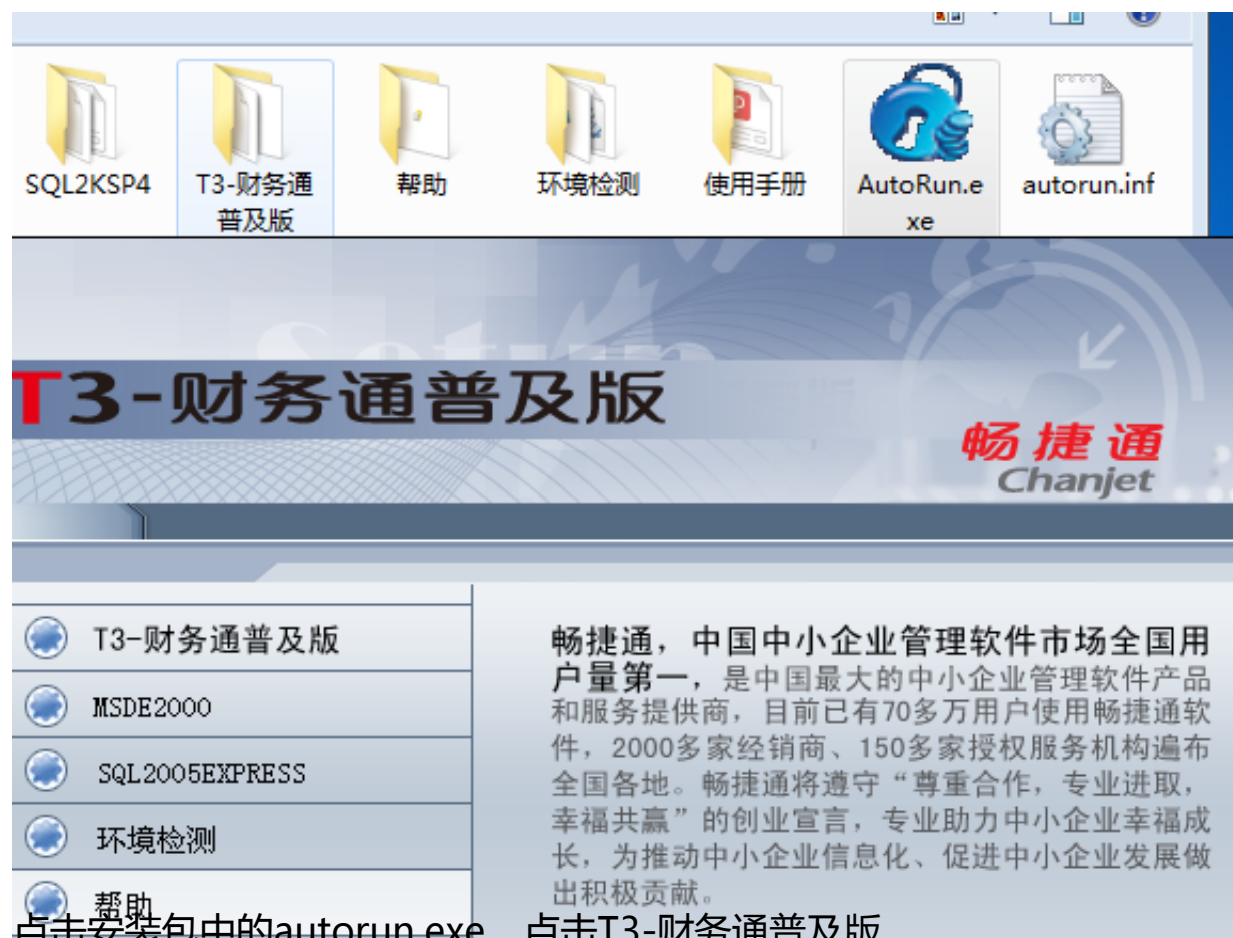 SQL2KSP4
T3-财务通
普及版
帮助
环境检测
使用手册
AutoRun.e
xe
autorun.inf
Setup
T3-财务通普及版
畅捷通
Chanjet
T3-财务通普及版
MSDE2000
SQL2005EXPRESS
环境检测
帮助
畅捷通，中国中小企业管理软件市场全国用
户量第一，是中国最大的中小企业管理软件产品
和服务提供商，目前已有70多万用户使用畅捷通软
件，2000多家经销商、150多家授权服务机构遍布
全国各地。畅捷通将遵守“尊重合作，专业进取，
幸福共赢”的创业宣言，专业助力中小企业幸福成
长，为推动中小企业信息化、促进中小企业发展做
出积极贡献。
点击安装包中的autorun.exe，点击T3-财务通普及版